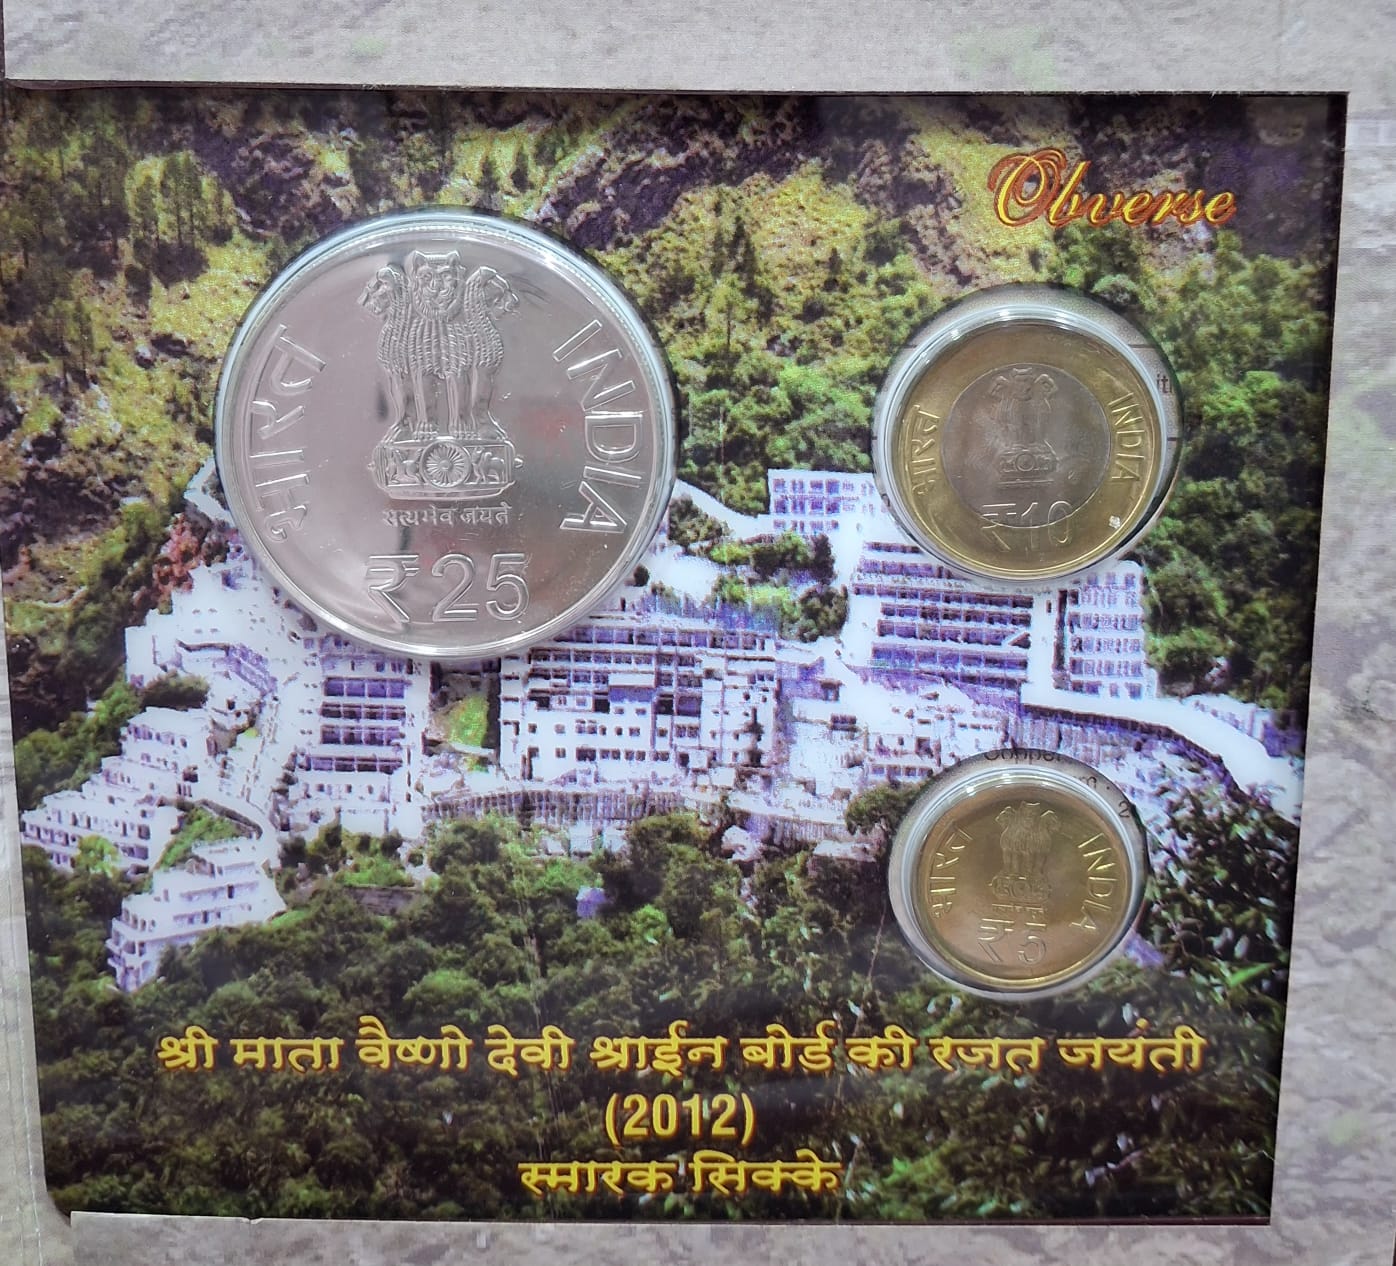 Obverse
भारत
INDIA
सत्यमेव जयते
₹ 25
भारत
INDIA
₹10
भारत
INDIA
₹ 5
श्री माता वैष्णो देवी श्राईन बोर्ड की रजत जयंती
(2012)
स्मारक सिक्के